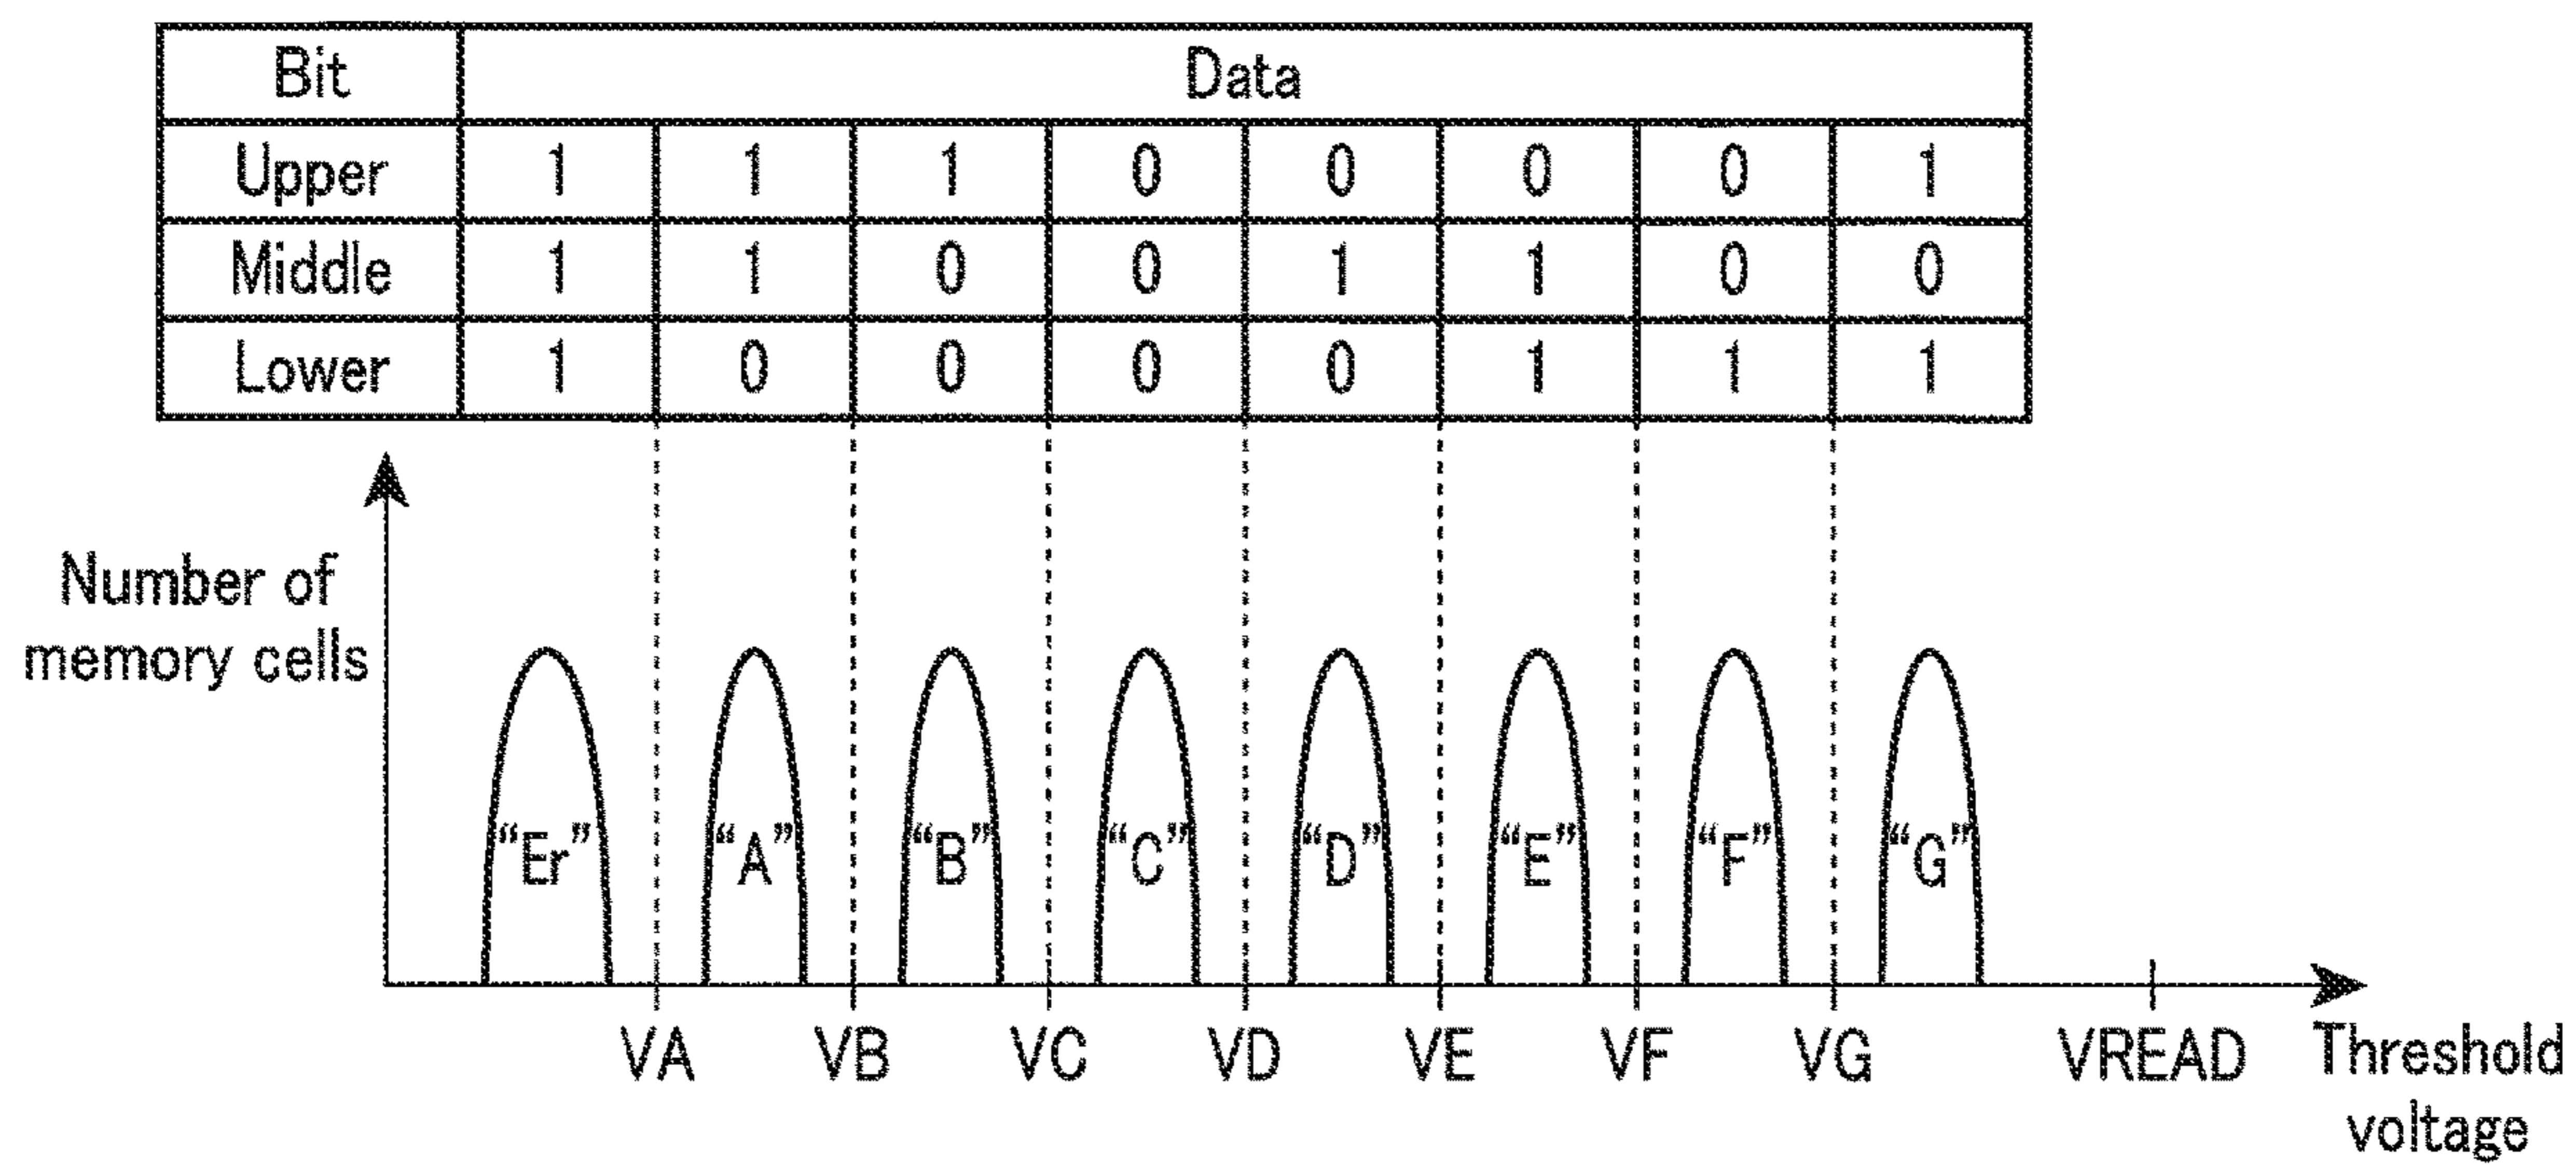 Bit Data
Upper 1 1 1 0 0 0 0 1
Middle 1 1 0 0 1 1 0 0
Lower 1 0 0 0 0 1 1 1
Number of
memory cells
“Er” “A” “B” “C” “D” “E” “F” “G”
VA VB VC VD VE VF VG VREAD Threshold
voltage